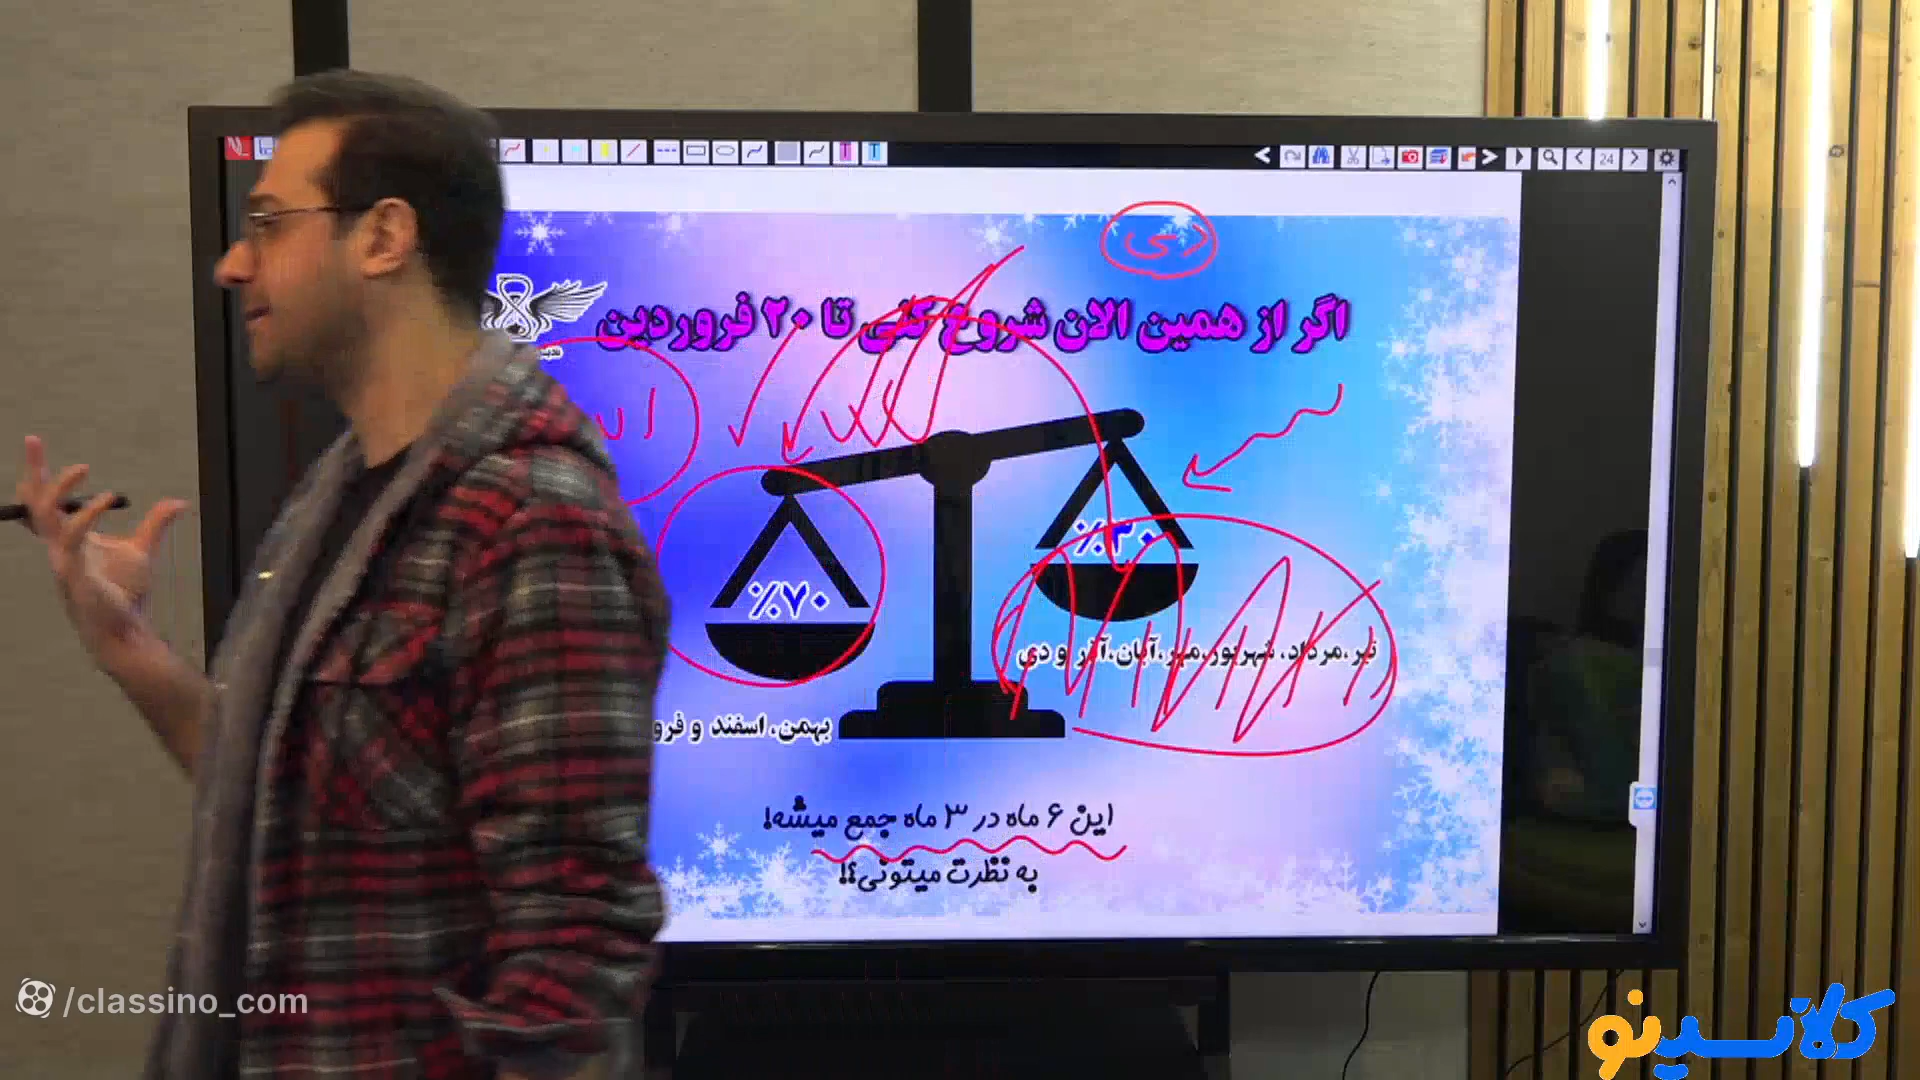 دی
اگر از همین الان شروع کنی تا ۲۰ فروردین
٪۳۰
٪۷۰
تیر،مرداد، شهریور،مهر،آبان،آذر و دی
بهمن، اسفند و فرو
این ۶ ماه در ۳ ماه جمع میشه!
به نظرت میتونی؟!
24
T T
/classino_com
کلاسینو